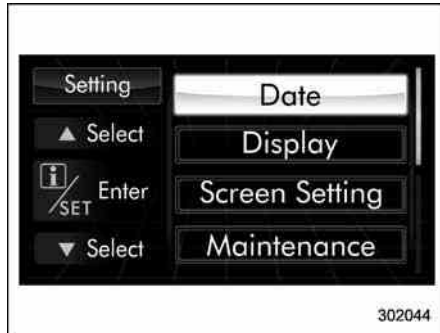 Setting
▲ Select
i/SET Enter
▼ Select
Date
Display
Screen Setting
Maintenance
302044